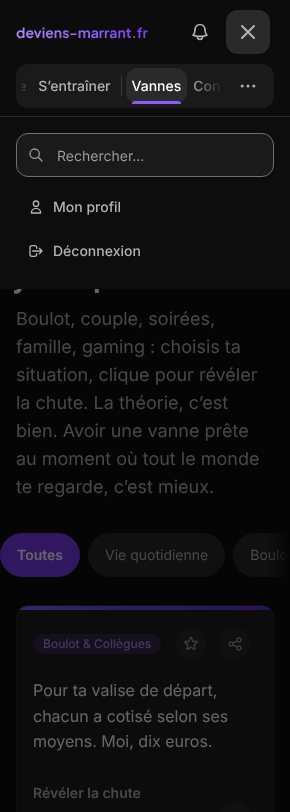 deviens-marrant.fr
e S'entraîner Vannes Con
Rechercher...
Mon profil
Déconnexion
Boulot, couple, soirées,
famille, gaming : choisis ta
situation, clique pour révéler
la chute. La théorie, c'est
bien. Avoir une vanne prête
au moment où tout le monde
te regarde, c'est mieux.
Toutes Vie quotidienne Boulo
Boulot & Collègues
Pour ta valise de départ,
chacun a cotisé selon ses
moyens. Moi, dix euros.
Révéler la chute